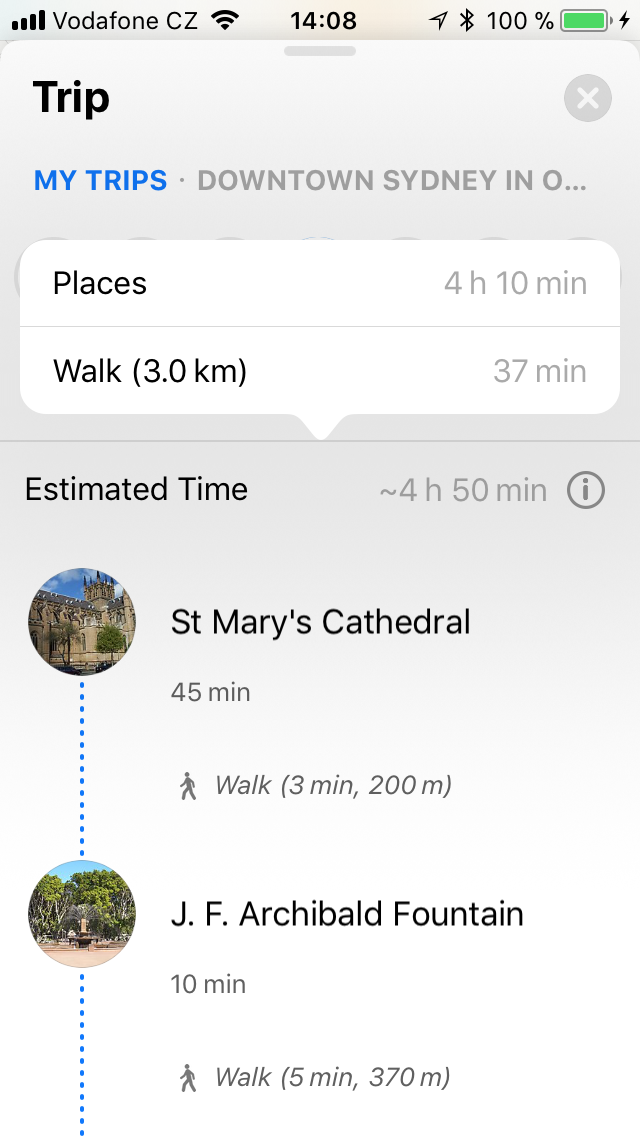 Vodafone CZ 14:08 100 %
Trip
MY TRIPS · DOWNTOWN SYDNEY IN O...
Places 4 h 10 min
Walk (3.0 km) 37 min
Estimated Time ~4 h 50 min
St Mary's Cathedral
45 min
Walk (3 min, 200 m)
J. F. Archibald Fountain
10 min
Walk (5 min, 370 m)